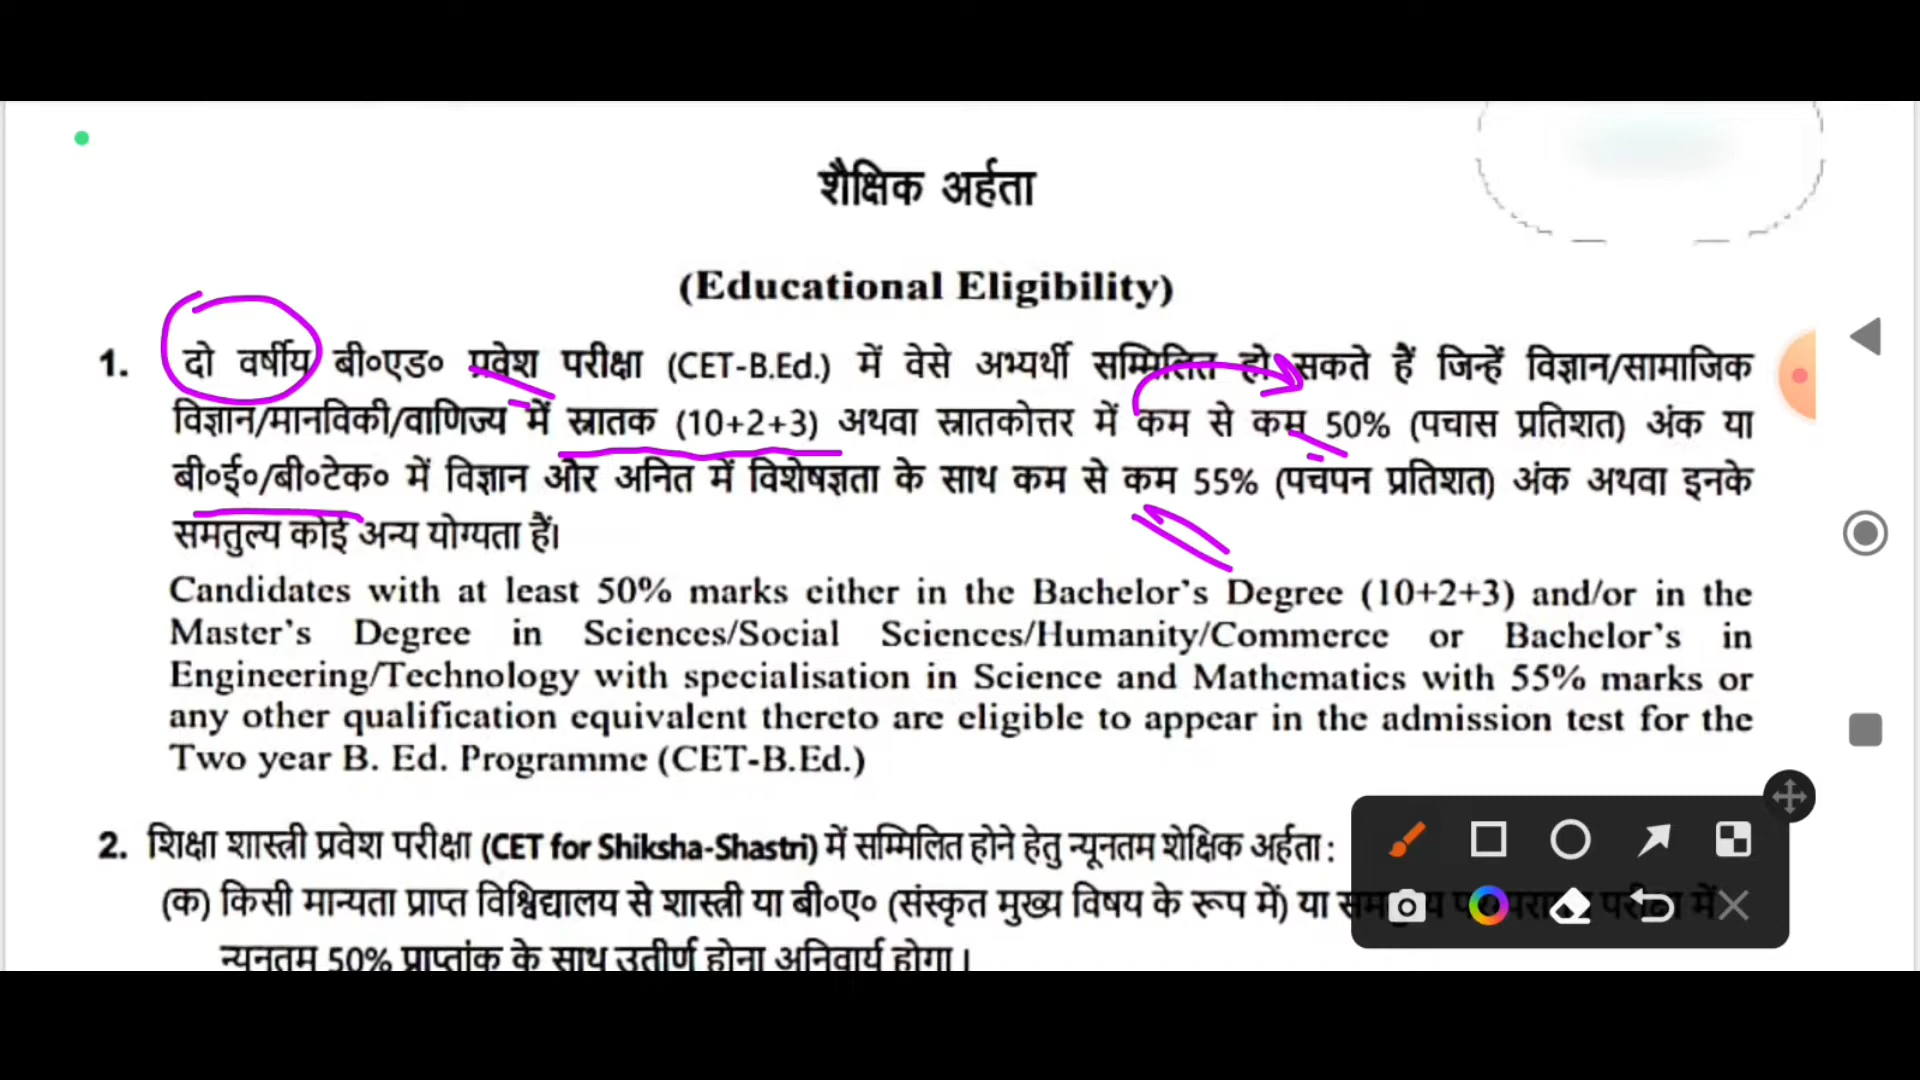 शैक्षिक अर्हता
(Educational Eligibility)
1. दो वर्षीय बी०एड० प्रवेश परीक्षा (CET-B.Ed.) में वेसे अभ्यर्थी सम्मिलित हो सकते हैं जिन्हें विज्ञान/सामाजिक
विज्ञान/मानविकी/वाणिज्य में स्नातक (10+2+3) अथवा स्नातकोत्तर में कम से कम 50% (पचास प्रतिशत) अंक या
बी०ई०/बी०टेक० में विज्ञान और अनित में विशेषज्ञता के साथ कम से कम 55% (पचंपन प्रतिशत) अंक अथवा इनके
समतुल्य कोई अन्य योग्यता हैं।
Candidates with at least 50% marks either in the Bachelor's Degree (10+2+3) and/or in the
Master's Degree in Sciences/Social Sciences/Humanity/Commerce or Bachelor's in
Engineering/Technology with specialisation in Science and Mathematics with 55% marks or
any other qualification equivalent thereto are eligible to appear in the admission test for the
Two year B. Ed. Programme (CET-B.Ed.)
2. शिक्षा शास्त्री प्रवेश परीक्षा (CET for Shiksha-Shastri) में सम्मिलित होने हेतु न्यूनतम शेक्षिक अर्हता :
(क) किसी मान्यता प्राप्त विश्विद्यालय से शास्त्री या बी०ए० (संस्कृत मुख्य विषय के रूप में) या परीक्षा में
न्यूनतम 50% प्राप्तांक के साथ उतीर्ण होना अनिवार्य होगा।